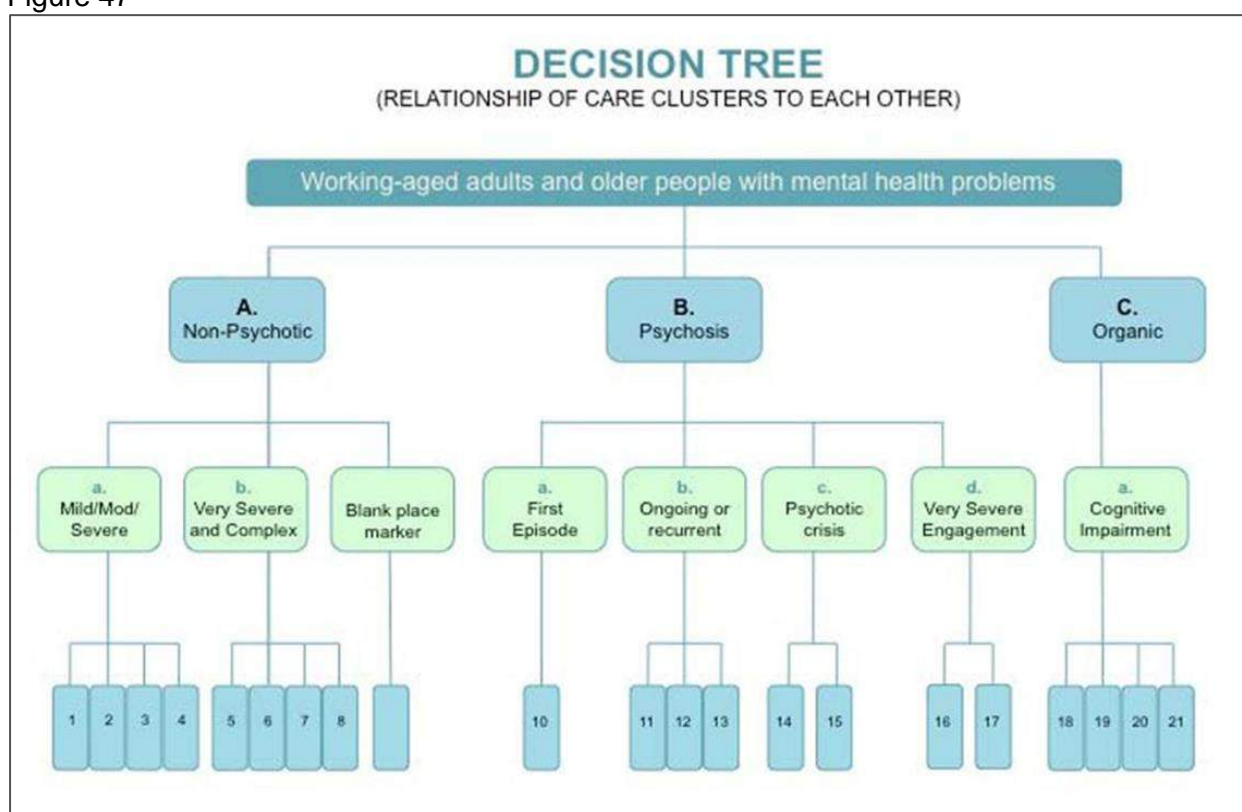 Figure 47
DECISION TREE
(RELATIONSHIP OF CARE CLUSTERS TO EACH OTHER)
Working-aged adults and older people with mental health problems
A.
Non-Psychotic
B.
Psychosis
C.
Organic
a.
Mild/Mod/
Severe
b.
Very Severe
and Complex
Blank place
marker
a.
First
Episode
b.
Ongoing or
recurrent
c.
Psychotic
crisis
d.
Very Severe
Engagement
a.
Cognitive
Impairment
1 2 3 4 5 6 7 8 10 11 12 13 14 15 16 17 18 19 20 21